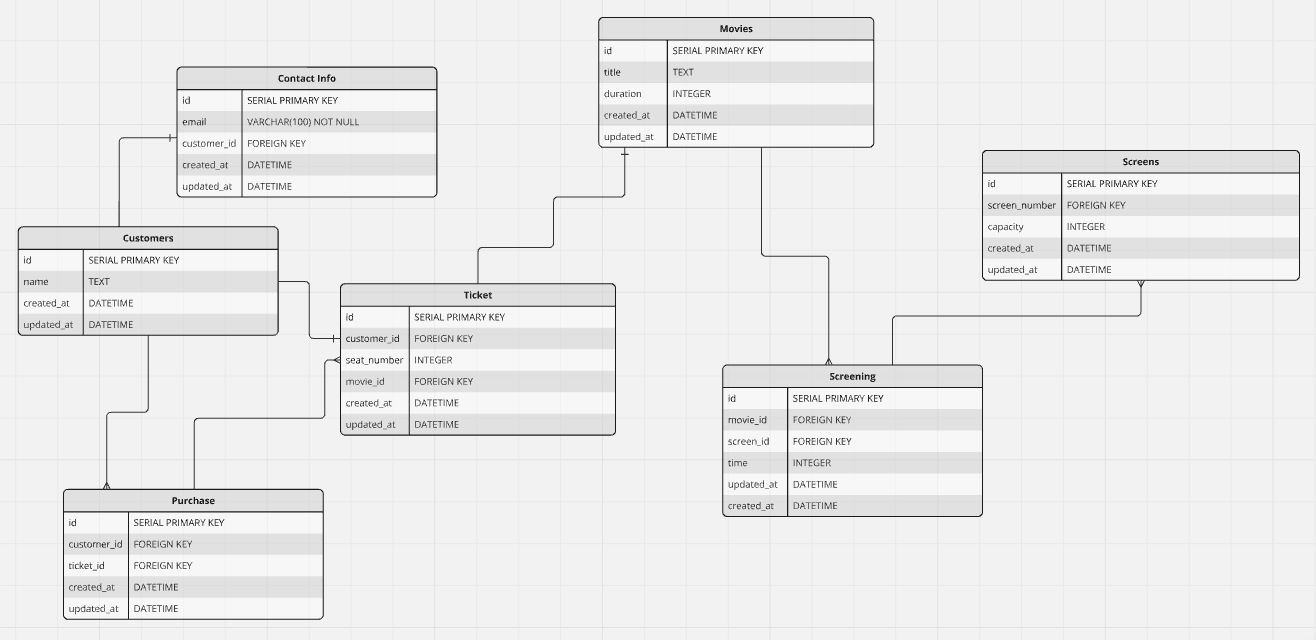 Movies
id SERIAL PRIMARY KEY
title TEXT
duration INTEGER
created_at DATETIME
updated_at DATETIME
Contact Info
id SERIAL PRIMARY KEY
email VARCHAR(100) NOT NULL
customer_id FOREIGN KEY
created_at DATETIME
updated_at DATETIME
Screens
id SERIAL PRIMARY KEY
screen_number FOREIGN KEY
capacity INTEGER
created_at DATETIME
updated_at DATETIME
Customers
id SERIAL PRIMARY KEY
name TEXT
created_at DATETIME
updated_at DATETIME
Ticket
id SERIAL PRIMARY KEY
customer_id FOREIGN KEY
seat_number INTEGER
movie_id FOREIGN KEY
created_at DATETIME
updated_at DATETIME
Screening
id SERIAL PRIMARY KEY
movie_id FOREIGN KEY
screen_id FOREIGN KEY
time INTEGER
updated_at DATETIME
created_at DATETIME
Purchase
id SERIAL PRIMARY KEY
customer_id FOREIGN KEY
ticket_id FOREIGN KEY
created_at DATETIME
updated_at DATETIME